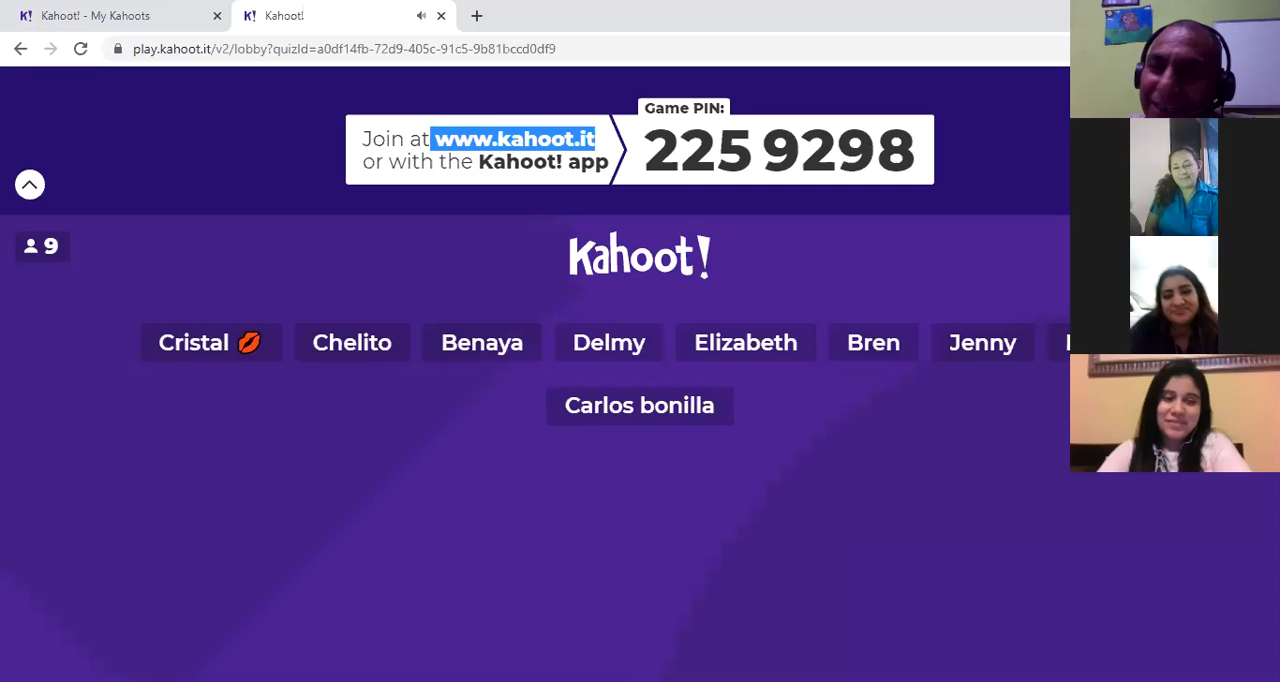 Kahoot! - My Kahoots
Kahoot!
play.kahoot.it/v2/lobby?quizId=a0df14fb-72d9-405c-91c5-9b81bccd0df9
Game PIN:
Join at www.kahoot.it
or with the Kahoot! app
225 9298
9
Kahoot!
Cristal 💋 Chelito Benaya Delmy Elizabeth Bren Jenny
Carlos bonilla